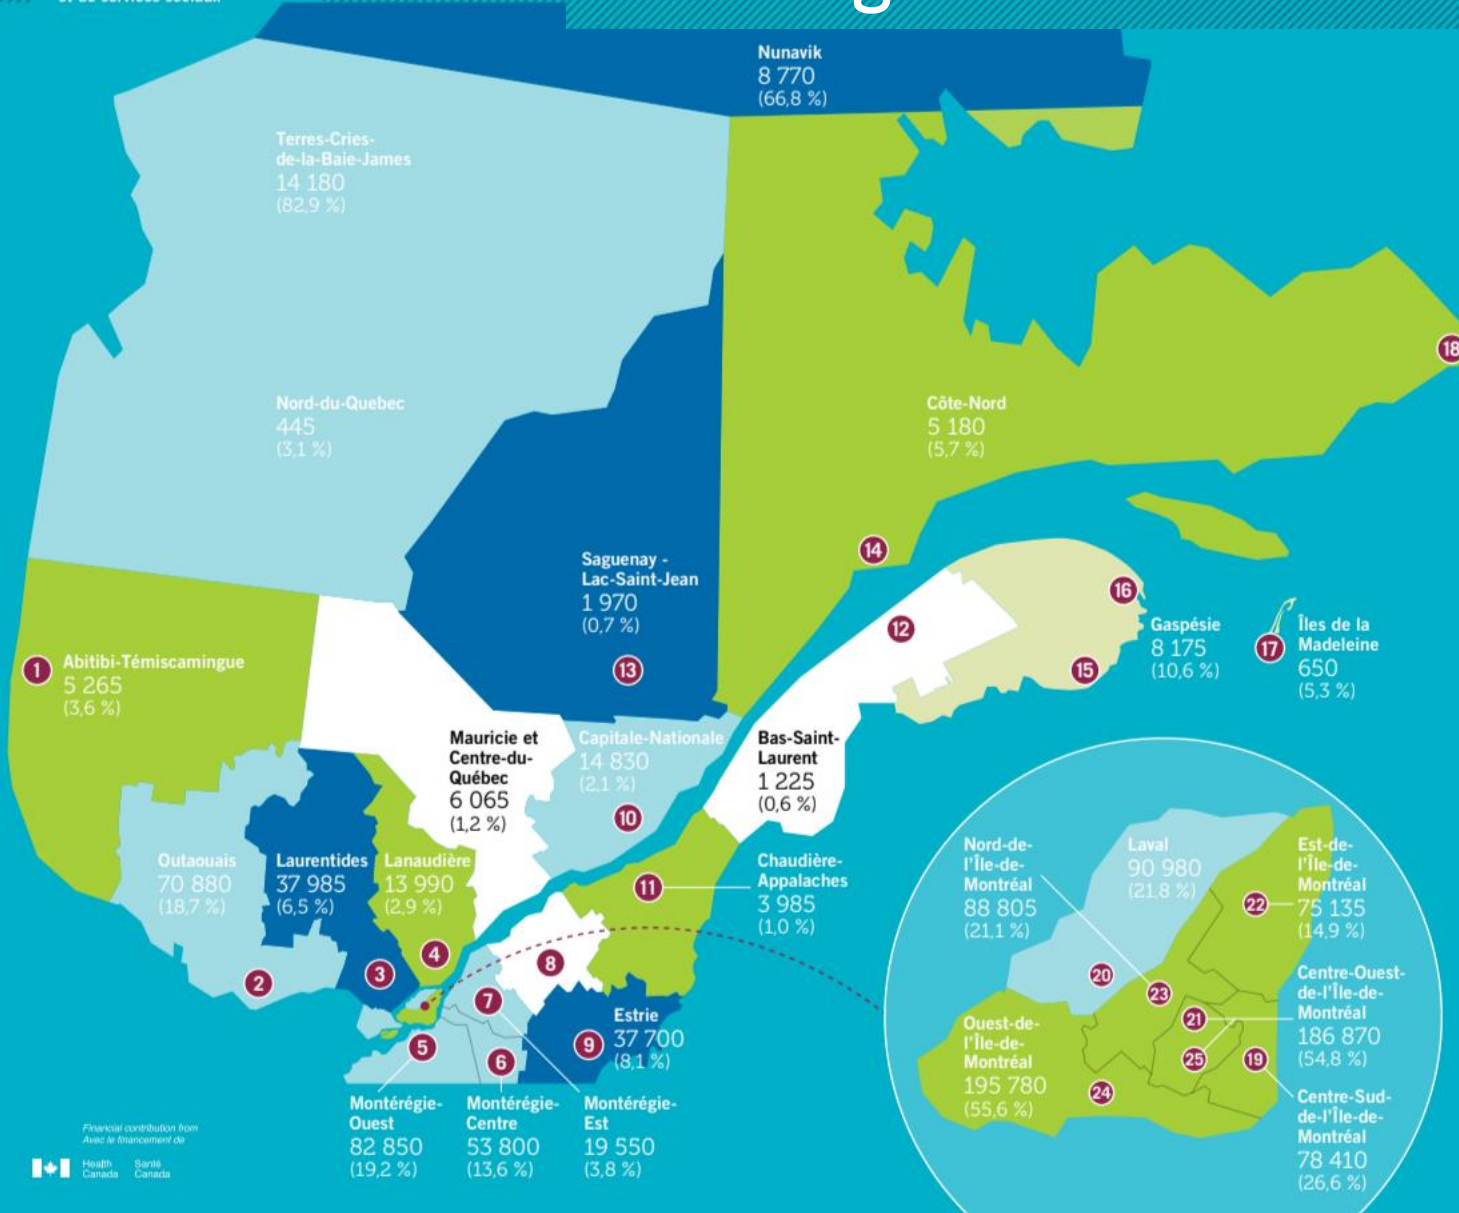 Nunavik
8 770
(66,8 %)
Terres-Cries-
de-la-Baie-James
14 180
(82,9 %)
Nord-du-Quebec
445
(3,1 %)
Côte-Nord
5 180
(5,7 %)
18
14
Saguenay -
Lac-Saint-Jean
1 970
(0,7 %)
13
12
16
15
Gaspésie
8 175
(10,6 %)
17
Îles de la
Madeleine
650
(5,3 %)
1
Abitibi-Témiscamingue
5 265
(3,6 %)
Mauricie et
Centre-du-
Québec
6 065
(1,2 %)
Capitale-Nationale
14 830
(2,1 %)
10
Bas-Saint-
Laurent
1 225
(0,6 %)
Outaouais
70 880
(18,7 %)
2
Laurentides
37 985
(6,5 %)
3
Lanaudière
13 990
(2,9 %)
4
11
Chaudière-
Appalaches
3 985
(1,0 %)
8
7
5
6
9
Estrie
37 700
(8,1 %)
Montérégie-
Ouest
82 850
(19,2 %)
Montérégie-
Centre
53 800
(13,6 %)
Montérégie-
Est
19 550
(3,8 %)
Nord-de-
l'Île-de-
Montréal
88 805
(21,1 %)
Laval
90 980
(21,8 %)
Est-de-
l'Île-de-
Montréal
75 135
(14,9 %)
22
20
23
21
25
19
24
Centre-Ouest-
de-l'Île-de-
Montréal
186 870
(54,8 %)
Ouest-de-
l'Île-de-
Montréal
195 780
(55,6 %)
Centre-Sud-
de-l'Île-de-
Montréal
78 410
(26,6 %)
Financial contribution from
Avec le financement de
Health Santé
Canada Canada